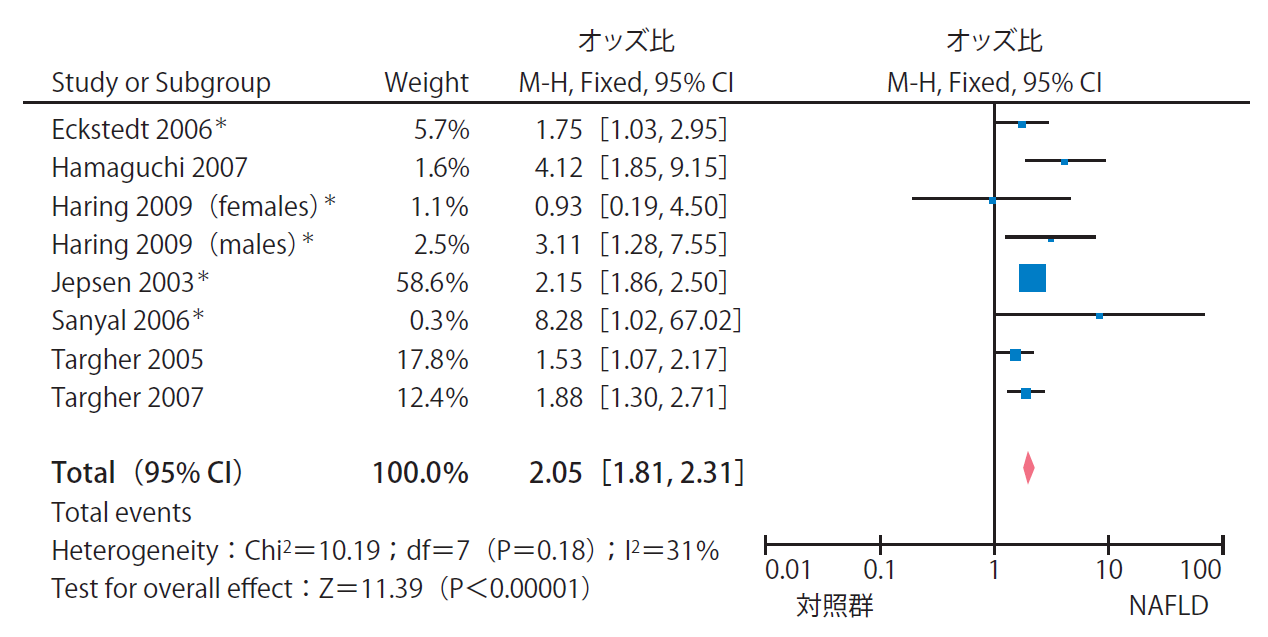 オッズ比 オッズ比
Study or Subgroup Weight M-H, Fixed, 95% CI M-H, Fixed, 95% CI
Eckstedt 2006* 5.7% 1.75 [1.03, 2.95]
Hamaguchi 2007 1.6% 4.12 [1.85, 9.15]
Haring 2009（females）* 1.1% 0.93 [0.19, 4.50]
Haring 2009（males）* 2.5% 3.11 [1.28, 7.55]
Jepsen 2003* 58.6% 2.15 [1.86, 2.50]
Sanyal 2006* 0.3% 8.28 [1.02, 67.02]
Targher 2005 17.8% 1.53 [1.07, 2.17]
Targher 2007 12.4% 1.88 [1.30, 2.71]
Total（95% CI） 100.0% 2.05 [1.81, 2.31]
Total events
Heterogeneity：Chi²＝10.19；df＝7（P＝0.18）；I²＝31%
Test for overall effect：Z＝11.39（P＜0.00001）
0.01 0.1 1 10 100
対照群 NAFLD